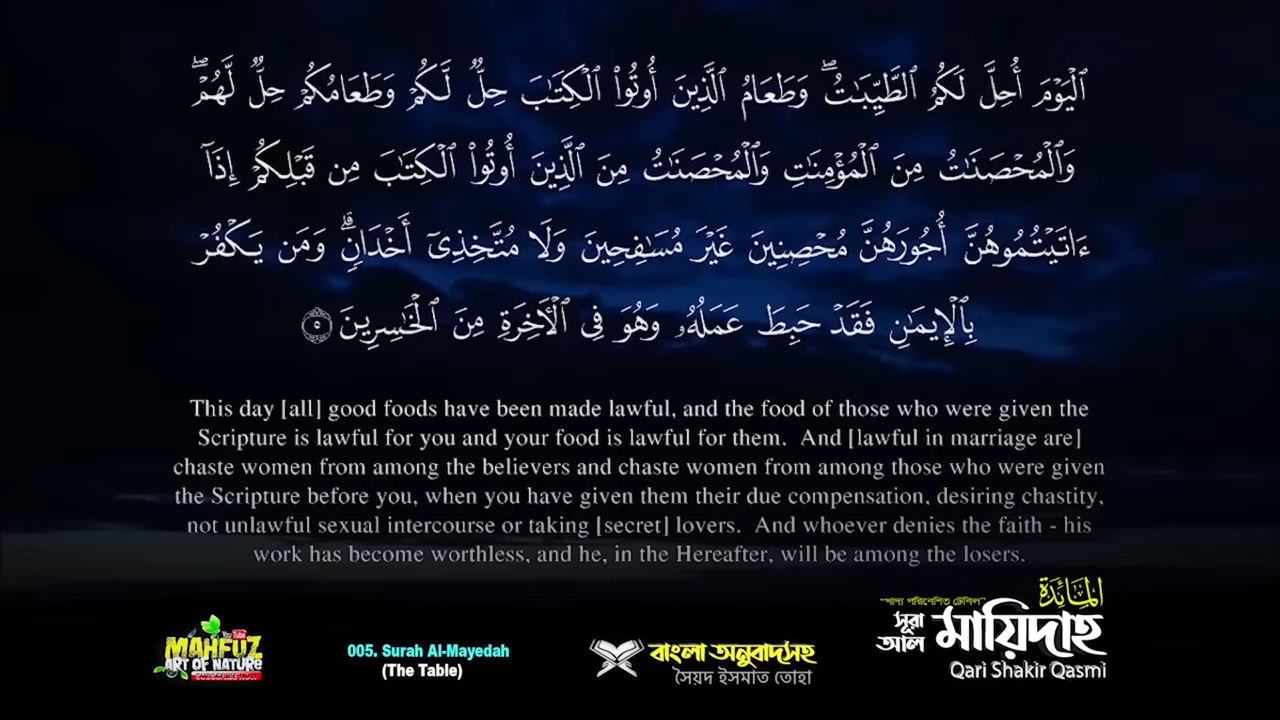 ٱلۡيَوۡمَ أُحِلَّ لَكُمُ ٱلطَّيِّبَٰتُۖ وَطَعَامُ ٱلَّذِينَ أُوتُواْ ٱلۡكِتَٰبَ حِلّٞ لَّكُمۡ وَطَعَامُكُمۡ حِلّٞ لَّهُمۡۖ
وَٱلۡمُحۡصَنَٰتُ مِنَ ٱلۡمُؤۡمِنَٰتِ وَٱلۡمُحۡصَنَٰتُ مِنَ ٱلَّذِينَ أُوتُواْ ٱلۡكِتَٰبَ مِن قَبۡلِكُمۡ إِذَآ
ءَاتَيۡتُمُوهُنَّ أُجُورَهُنَّ مُحۡصِنِينَ غَيۡرَ مُسَٰفِحِينَ وَلَا مُتَّخِذِيٓ أَخۡدَانٖۗ وَمَن يَكۡفُرۡ
بِٱلۡإِيمَٰنِ فَقَدۡ حَبِطَ عَمَلُهُۥ وَهُوَ فِي ٱلۡأٓخِرَةِ مِنَ ٱلۡخَٰسِرِينَ ٥
This day [all] good foods have been made lawful, and the food of those who were given the
Scripture is lawful for you and your food is lawful for them. And [lawful in marriage are]
chaste women from among the believers and chaste women from among those who were given
the Scripture before you, when you have given them their due compensation, desiring chastity,
not unlawful sexual intercourse or taking [secret] lovers. And whoever denies the faith - his
work has become worthless, and he, in the Hereafter, will be among the losers.
المَائدة
"খাদ্য পরিবেশিত টেবিল"
সূরা আল মায়িদাহ
Qari Shakir Qasmi
You Tube
MAHFUZ
ART OF NATURE
SUBSCRIBE NOW
005. Surah Al-Mayedah
(The Table)
বাংলা অনুবাদসহ
সৈয়দ ইসমাত তোহা